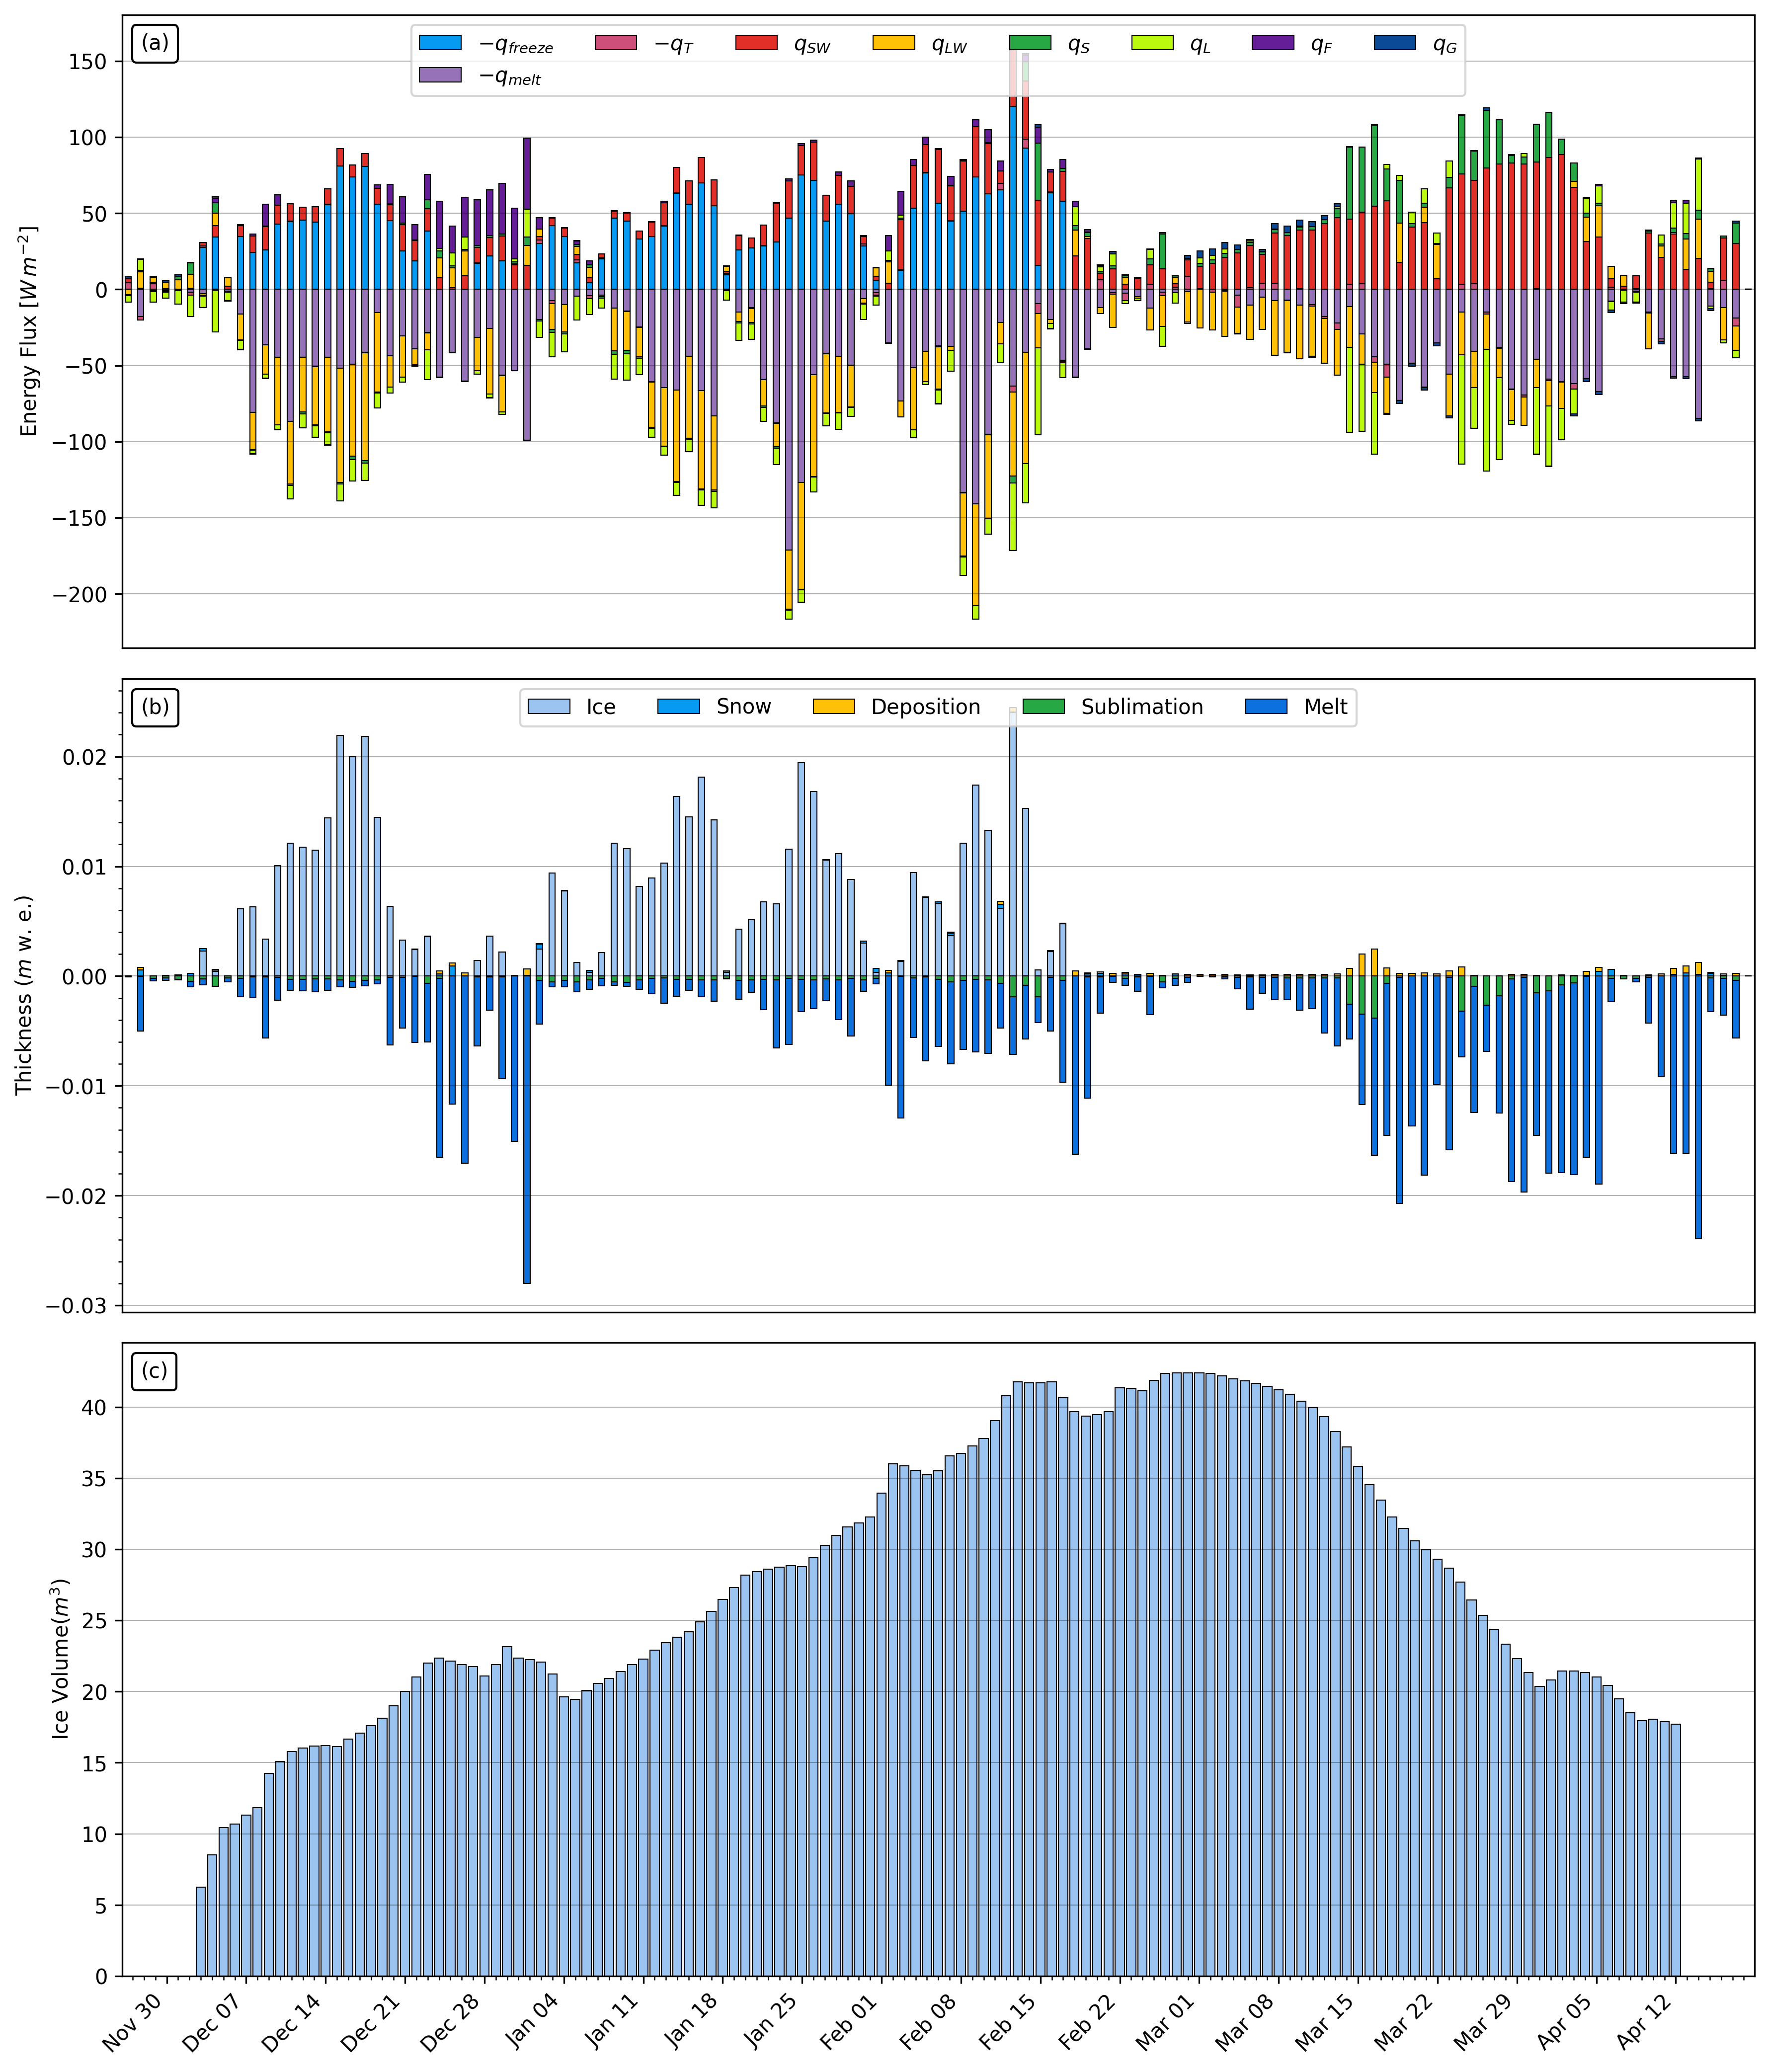 (a)
−q_freeze −q_T q_SW q_LW q_S q_L q_F q_G
−q_melt
Energy Flux [W m⁻²]
150
100
50
0
−50
−100
−150
−200
(b)
Ice Snow Deposition Sublimation Melt
Thickness (m w. e.)
0.02
0.01
0.00
−0.01
−0.02
−0.03
(c)
Ice Volume(m³)
40
35
30
25
20
15
10
5
0
Nov 30 Dec 07 Dec 14 Dec 21 Dec 28 Jan 04 Jan 11 Jan 18 Jan 25 Feb 01 Feb 08 Feb 15 Feb 22 Mar 01 Mar 08 Mar 15 Mar 22 Mar 29 Apr 05 Apr 12